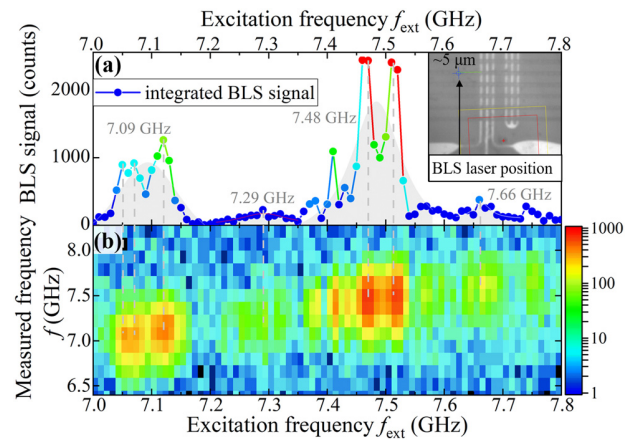 Excitation frequency fext (GHz)
7.0 7.1 7.2 7.3 7.4 7.5 7.6 7.7 7.8
(a)
BLS signal (counts)
2000
1000
0
integrated BLS signal
7.09 GHz
7.29 GHz
7.48 GHz
7.66 GHz
~5 µm
BLS laser position
(b)
Measured frequency
f (GHz)
8.0
7.5
7.0
6.5
1000
100
10
1
7.0 7.1 7.2 7.3 7.4 7.5 7.6 7.7 7.8
Excitation frequency fext (GHz)